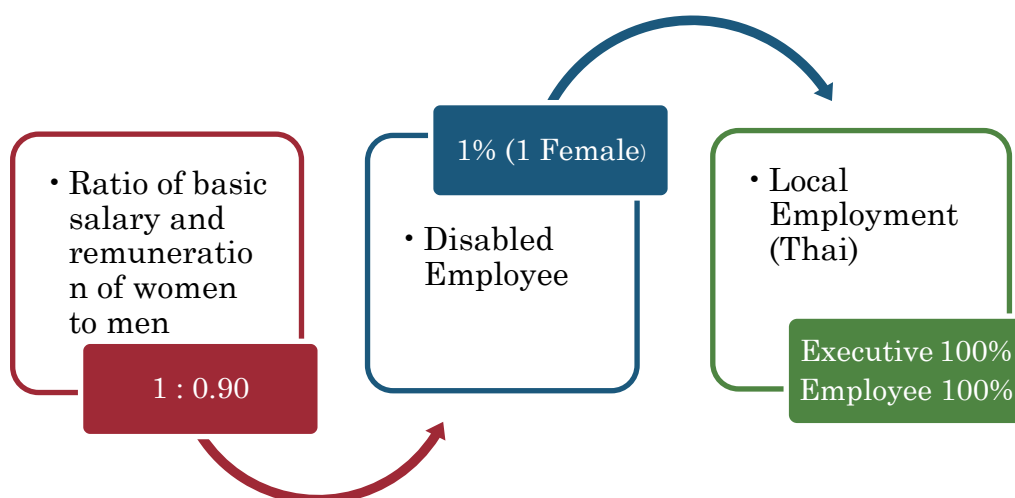 • Ratio of basic
salary and
remuneratio
n of women
to men
1 : 0.90
1% (1 Female)
• Disabled
Employee
• Local
Employment
(Thai)
Executive 100%
Employee 100%